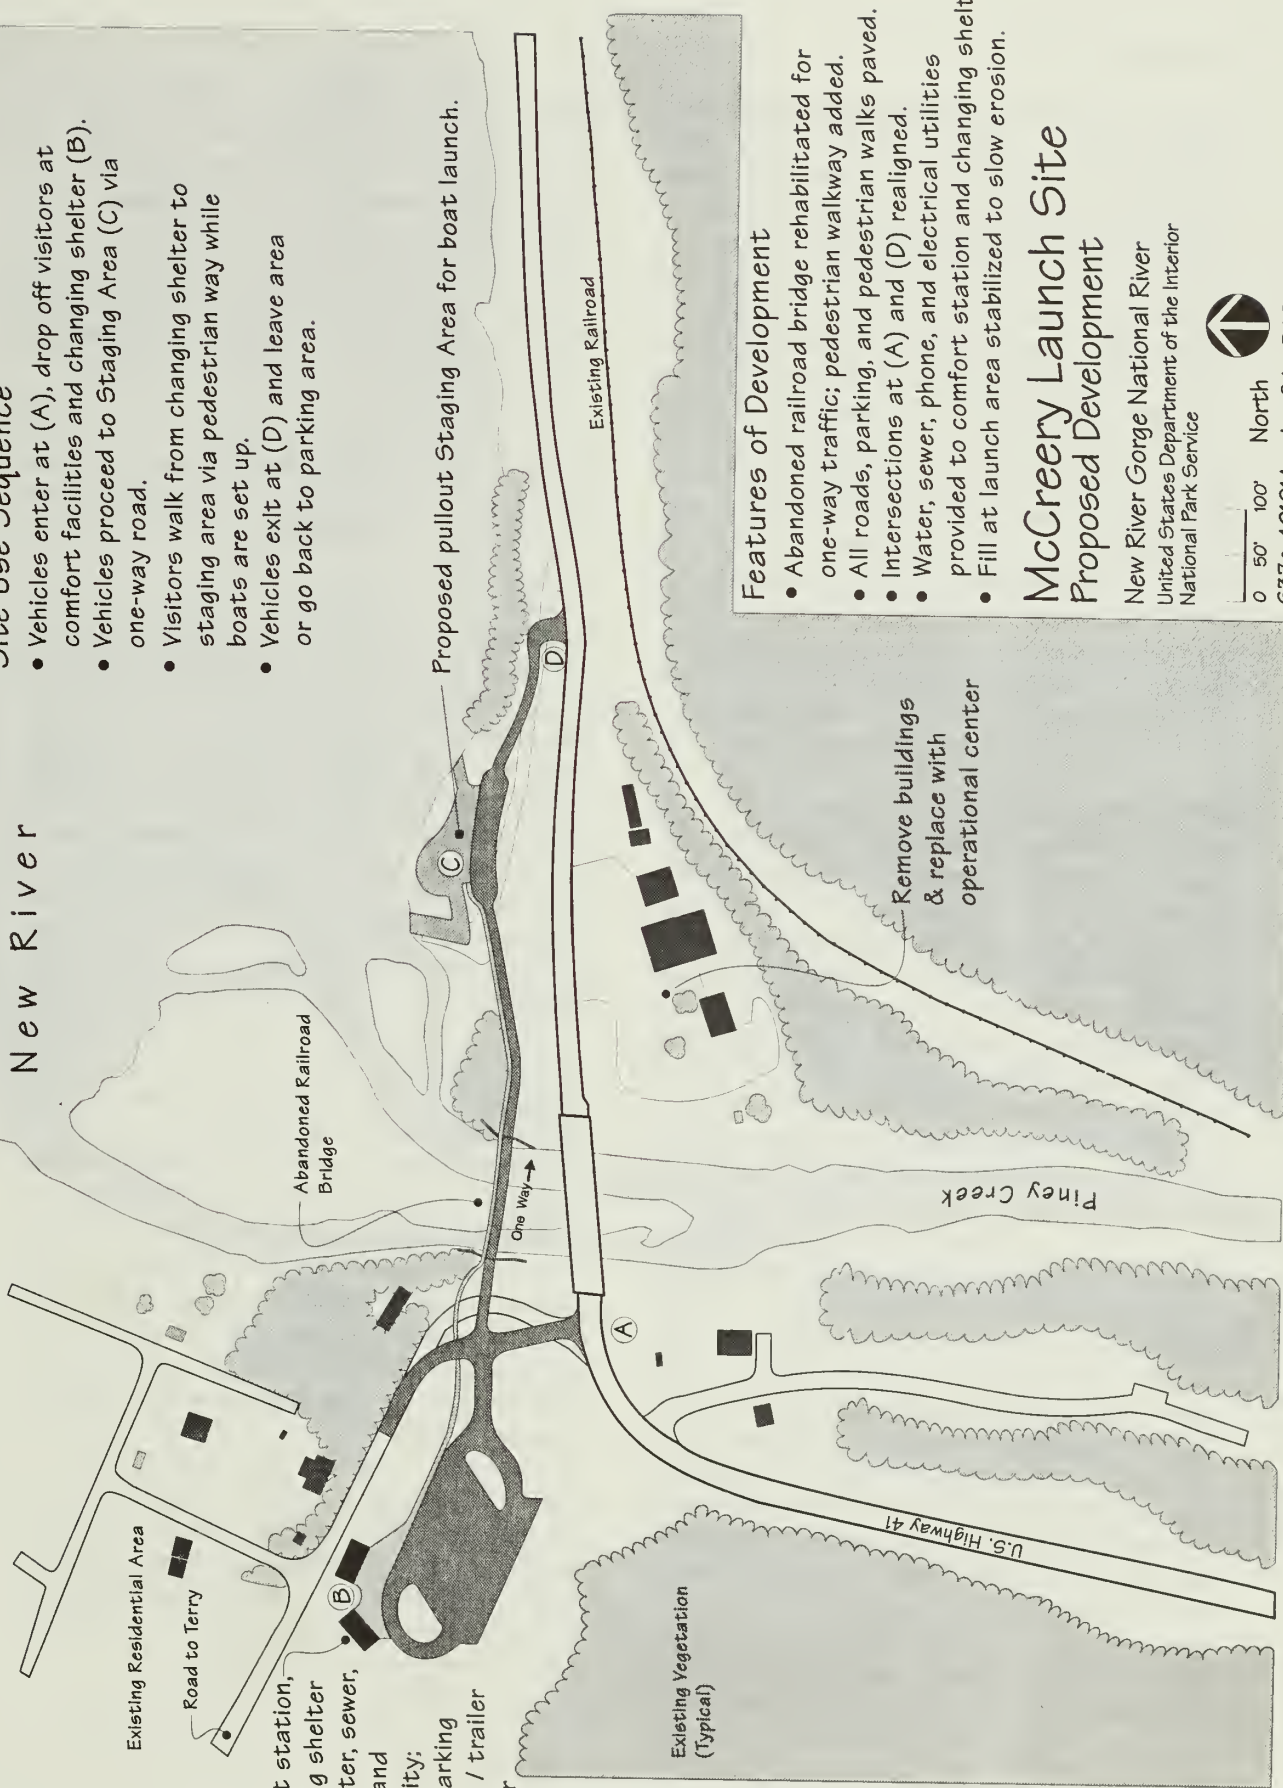 Site Use Sequence
• Vehicles enter at (A), drop off visitors at
comfort facilities and changing shelter (B).
• Vehicles proceed to Staging Area (C) via
one-way road.
• Visitors walk from changing shelter to
staging area via pedestrian way while
boats are set up.
• Vehicles exit at (D) and leave area
or go back to parking area.
New River
Proposed pullout Staging Area for boat launch.
Abandoned Railroad
Bridge
Existing Railroad
One Way
A
B
C
D
Existing Residential Area
Road to Terry
t station,
g shelter
ter, sewer,
and
ity;
arking
/ trailer
r
Remove buildings
& replace with
operational center
Piney Creek
U.S. Highway 41
Existing Vegetation
(Typical)
Features of Development
• Abandoned railroad bridge rehabilitated for
one-way traffic; pedestrian walkway added.
• All roads, parking, and pedestrian walks paved.
• Intersections at (A) and (D) realigned.
• Water, sewer, phone, and electrical utilities
provided to comfort station and changing shelt
• Fill at launch area stabilized to slow erosion.
McCreery Launch Site
Proposed Development
New River Gorge National River
United States Department of the Interior
National Park Service
0 50' 100' North